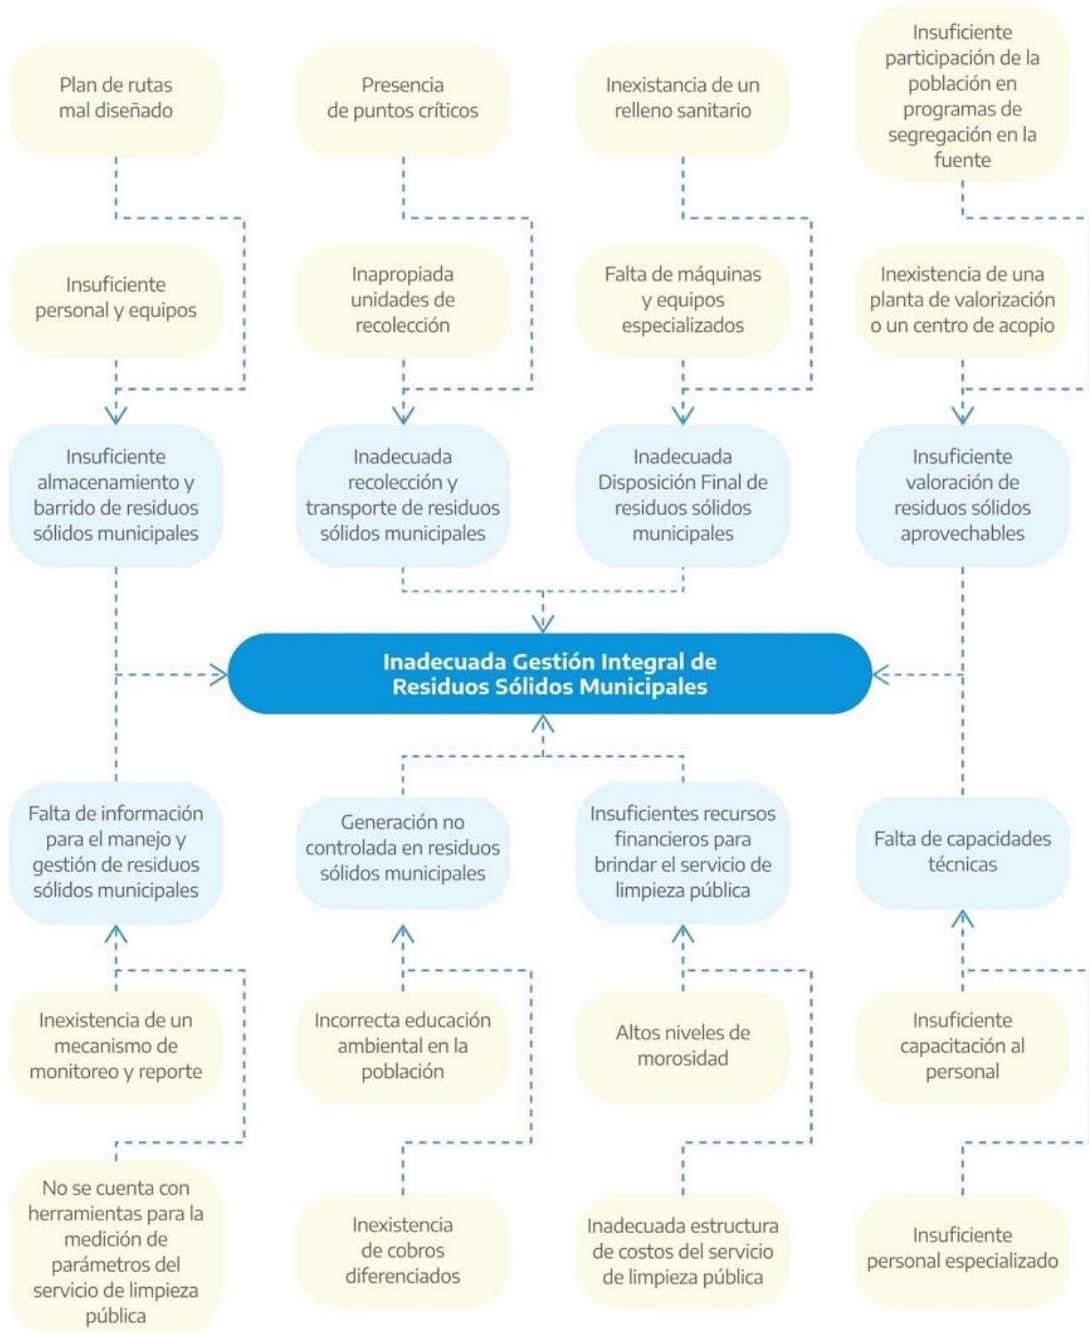 Plan de rutas
mal diseñado
Presencia
de puntos críticos
Inexistancia de un
relleno sanitario
Insuficiente
participación de la
población en
programas de
segregación en la
fuente
Insuficiente
personal y equipos
Inapropiada
unidades de
recolección
Falta de máquinas
y equipos
especializados
Inexistencia de una
planta de valorización
o un centro de acopio
Insuficiente
almacenamiento y
barrido de residuos
sólidos municipales
Inadecuada
recolección y
transporte de residuos
sólidos municipales
Inadecuada
Disposición Final de
residuos sólidos
municipales
Insuficiente
valoración de
residuos sólidos
aprovechables
Inadecuada Gestión Integral de
Residuos Sólidos Municipales
Falta de información
para el manejo y
gestión de residuos
sólidos municipales
Generación no
controlada en residuos
sólidos municipales
Insuficientes recursos
financieros para
brindar el servicio de
limpieza pública
Falta de capacidades
técnicas
Inexistencia de un
mecanismo de
monitoreo y reporte
Incorrecta educación
ambiental en la
población
Altos niveles de
morosidad
Insuficiente
capacitación al
personal
No se cuenta con
herramientas para la
medición de
parámetros del
servicio de limpieza
pública
Inexistencia
de cobros
diferenciados
Inadecuada estructura
de costos del servicio
de limpieza pública
Insuficiente
personal especializado